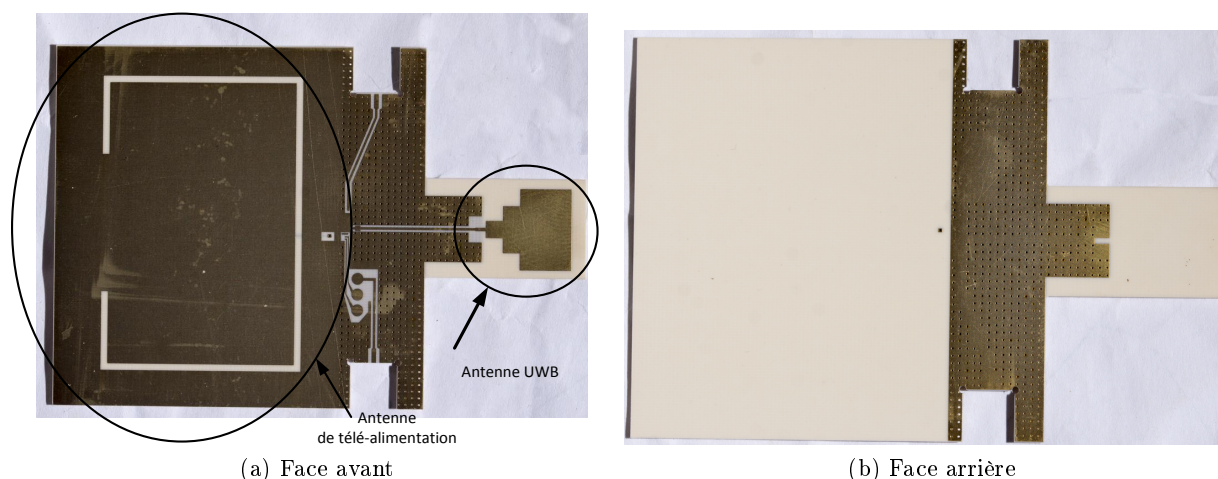 Antenne UWB
Antenne
de télé-alimentation
(a) Face avant
(b) Face arrière